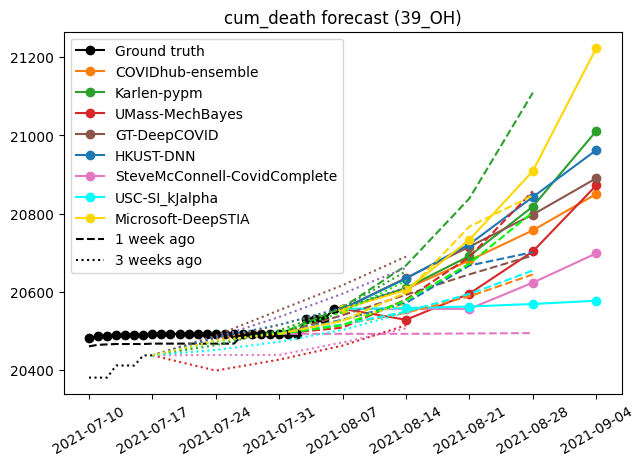 cum_death forecast (39_OH)
21200
21000
20800
20600
20400
Ground truth
COVIDhub-ensemble
Karlen-pypm
UMass-MechBayes
GT-DeepCOVID
HKUST-DNN
SteveMcConnell-CovidComplete
USC-SI_kJalpha
Microsoft-DeepSTIA
1 week ago
3 weeks ago
2021-07-10
2021-07-17
2021-07-24
2021-07-31
2021-08-07
2021-08-14
2021-08-21
2021-08-28
2021-09-04